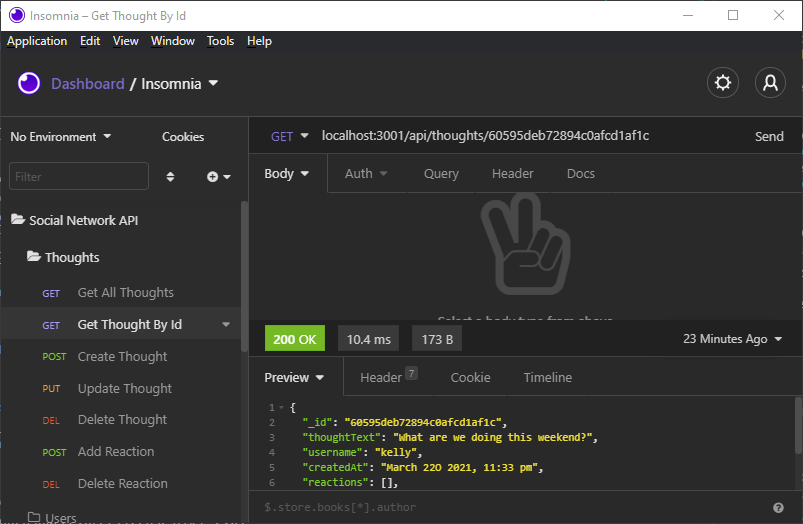 Insomnia – Get Thought By Id
Application Edit View Window Tools Help
Dashboard / Insomnia
No Environment Cookies
GET localhost:3001/api/thoughts/60595deb72894c0afcd1af1c Send
Filter
Body Auth Query Header Docs
Social Network API
Thoughts
GET Get All Thoughts
GET Get Thought By Id
POST Create Thought
PUT Update Thought
DEL Delete Thought
POST Add Reaction
DEL Delete Reaction
Users
Select a body type from above
200 OK 10.4 ms 173 B 23 Minutes Ago
Preview Header 7 Cookie Timeline
1 {
2 "_id": "60595deb72894c0afcd1af1c",
3 "thoughtText": "What are we doing this weekend?",
4 "username": "kelly",
5 "createdAt": "March 22O 2021, 11:33 pm",
6 "reactions": [],
$.store.books[*].author